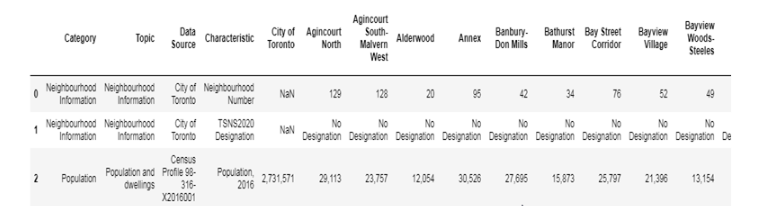 Category Topic Data Source Characteristic City of Toronto Agincourt North Agincourt South-Malvern West Alderwood Annex Banbury-Don Mills Bathurst Manor Bay Street Corridor Bayview Village Bayview Woods-Steeles
0 Neighbourhood Information Neighbourhood Information City of Toronto Neighbourhood Number NaN 129 128 20 95 42 34 76 52 49
1 Neighbourhood Information Neighbourhood Information City of Toronto TSNS2020 Designation NaN No Designation No Designation No Designation No Designation No Designation No Designation No Designation No Designation No Designation De
2 Population Population and dwellings Census Profile 98-316-X2016001 Population, 2016 2,731,571 29,113 23,757 12,054 30,526 27,695 15,873 25,797 21,396 13,154